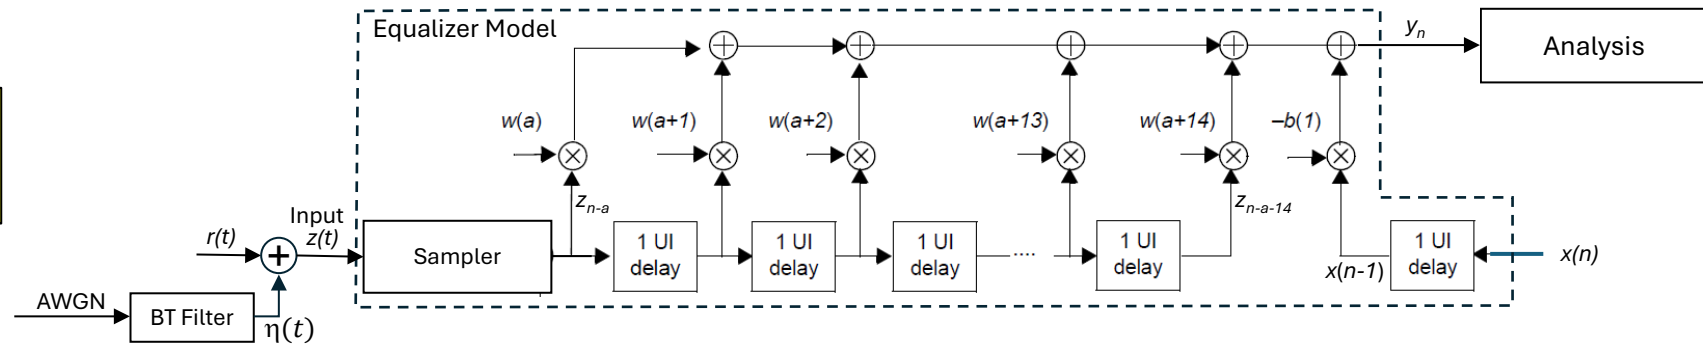 Equalizer Model
yₙ
Analysis
w(a)
w(a+1)
w(a+2)
w(a+13)
w(a+14)
–b(1)
zₙ₋ₐ
zₙ₋ₐ₋₁₄
Input
r(t)
z(t)
Sampler
1 UI
delay
1 UI
delay
1 UI
delay
....
1 UI
delay
x(n-1)
1 UI
delay
x(n)
AWGN
BT Filter
η(t)